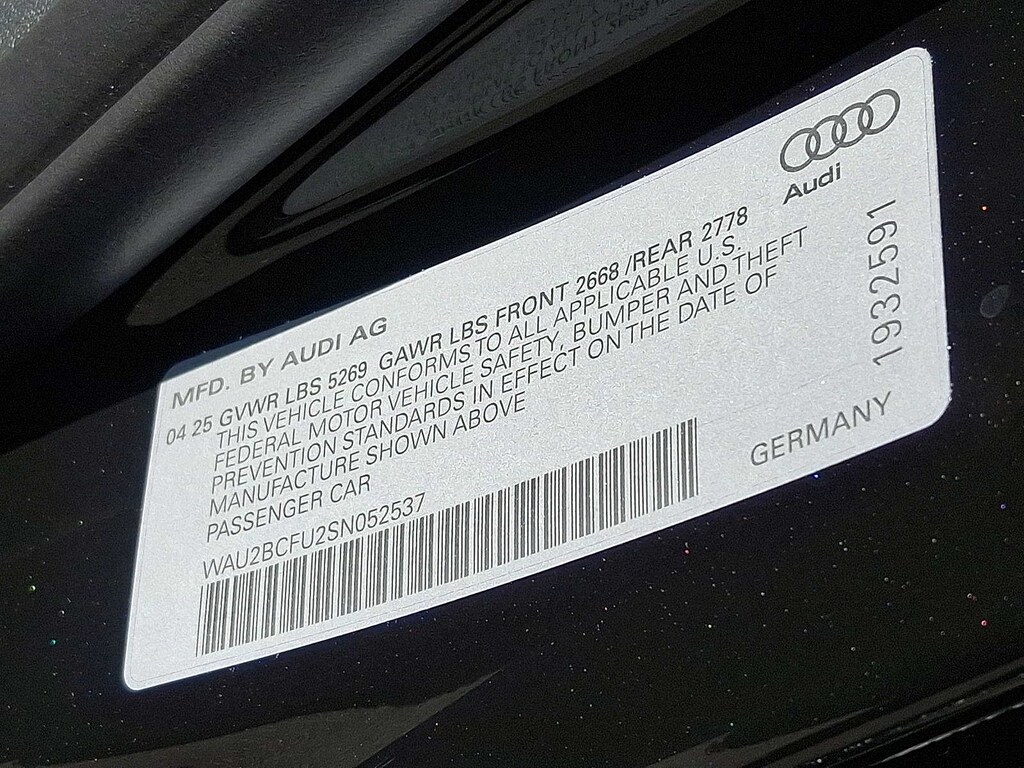 Audi
MFD. BY AUDI AG
04 25 GVWR LBS 5269 GAWR LBS FRONT 2668 /REAR 2778
THIS VEHICLE CONFORMS TO ALL APPLICABLE U.S.
FEDERAL MOTOR VEHICLE SAFETY, BUMPER AND THEFT
PREVENTION STANDARDS IN EFFECT ON THE DATE OF
MANUFACTURE SHOWN ABOVE
PASSENGER CAR
WAU2BCFU2SN052537
GERMANY
1932591